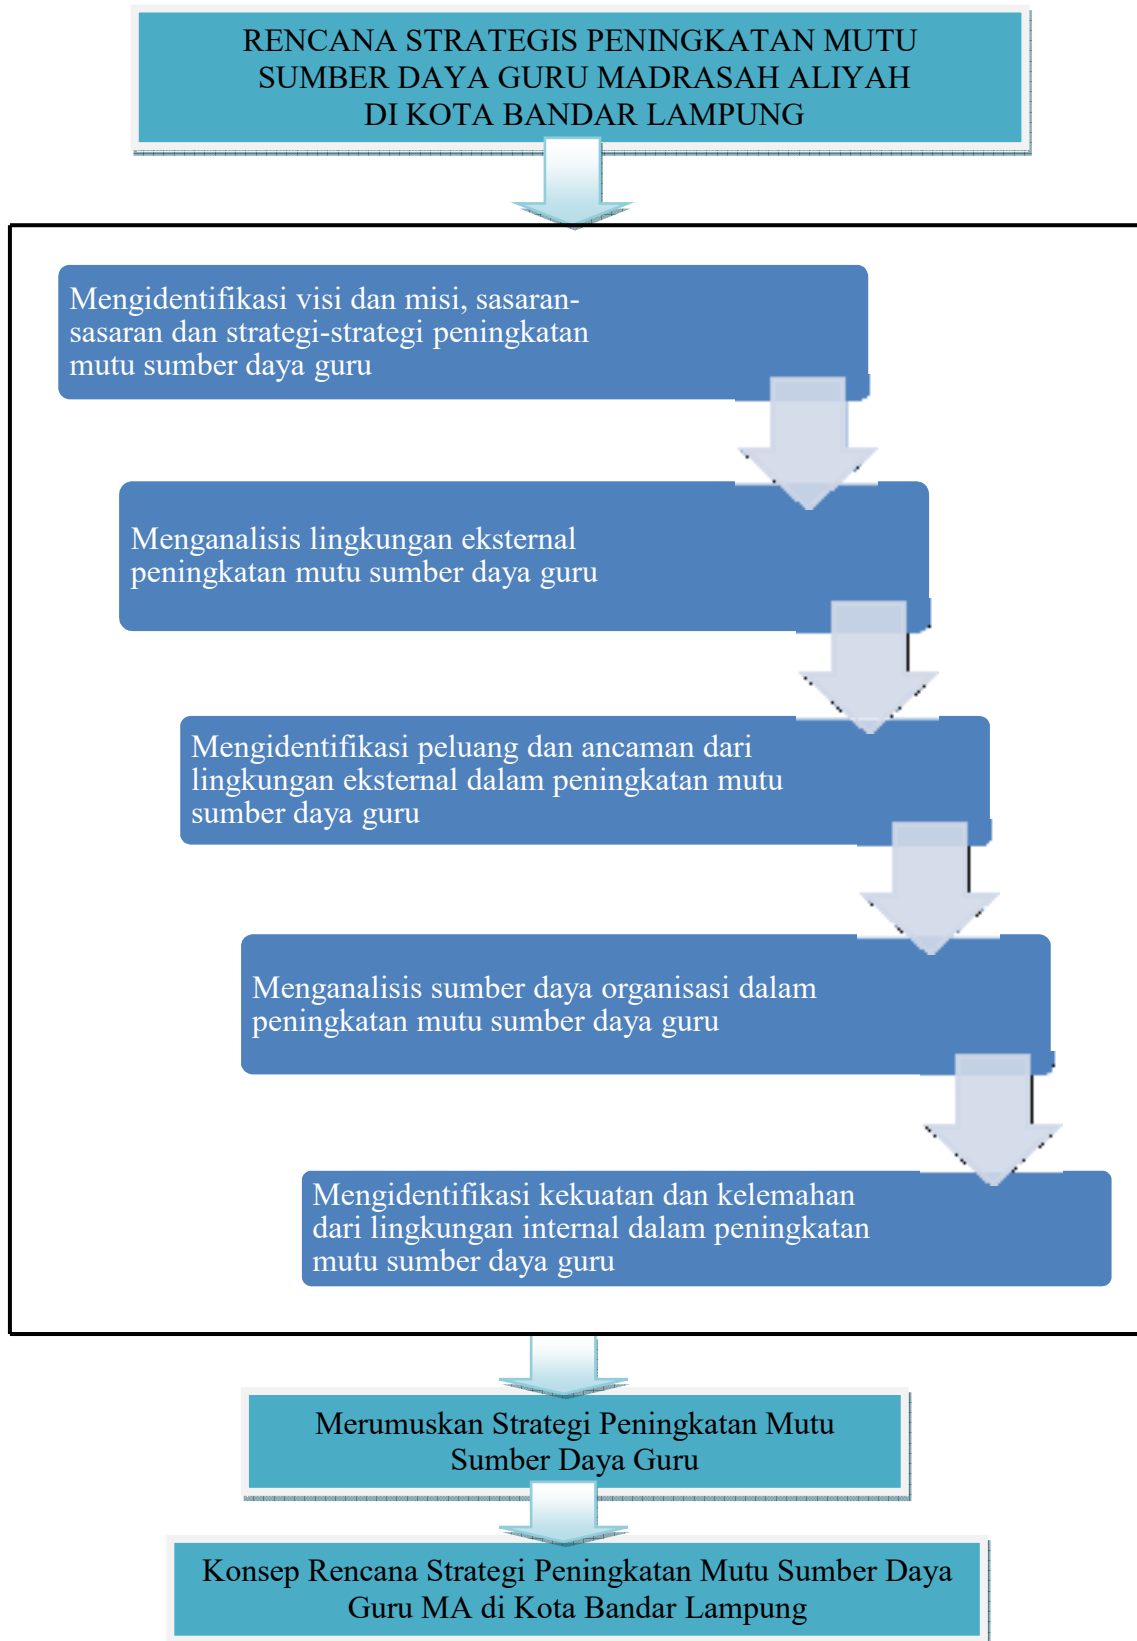 RENCANA STRATEGIS PENINGKATAN MUTU
SUMBER DAYA GURU MADRASAH ALIYAH
DI KOTA BANDAR LAMPUNG
Mengidentifikasi visi dan misi, sasaran-
sasaran dan strategi-strategi peningkatan
mutu sumber daya guru
Menganalisis lingkungan eksternal
peningkatan mutu sumber daya guru
Mengidentifikasi peluang dan ancaman dari
lingkungan eksternal dalam peningkatan mutu
sumber daya guru
Menganalisis sumber daya organisasi dalam
peningkatan mutu sumber daya guru
Mengidentifikasi kekuatan dan kelemahan
dari lingkungan internal dalam peningkatan
mutu sumber daya guru
Merumuskan Strategi Peningkatan Mutu
Sumber Daya Guru
Konsep Rencana Strategi Peningkatan Mutu Sumber Daya
Guru MA di Kota Bandar Lampung